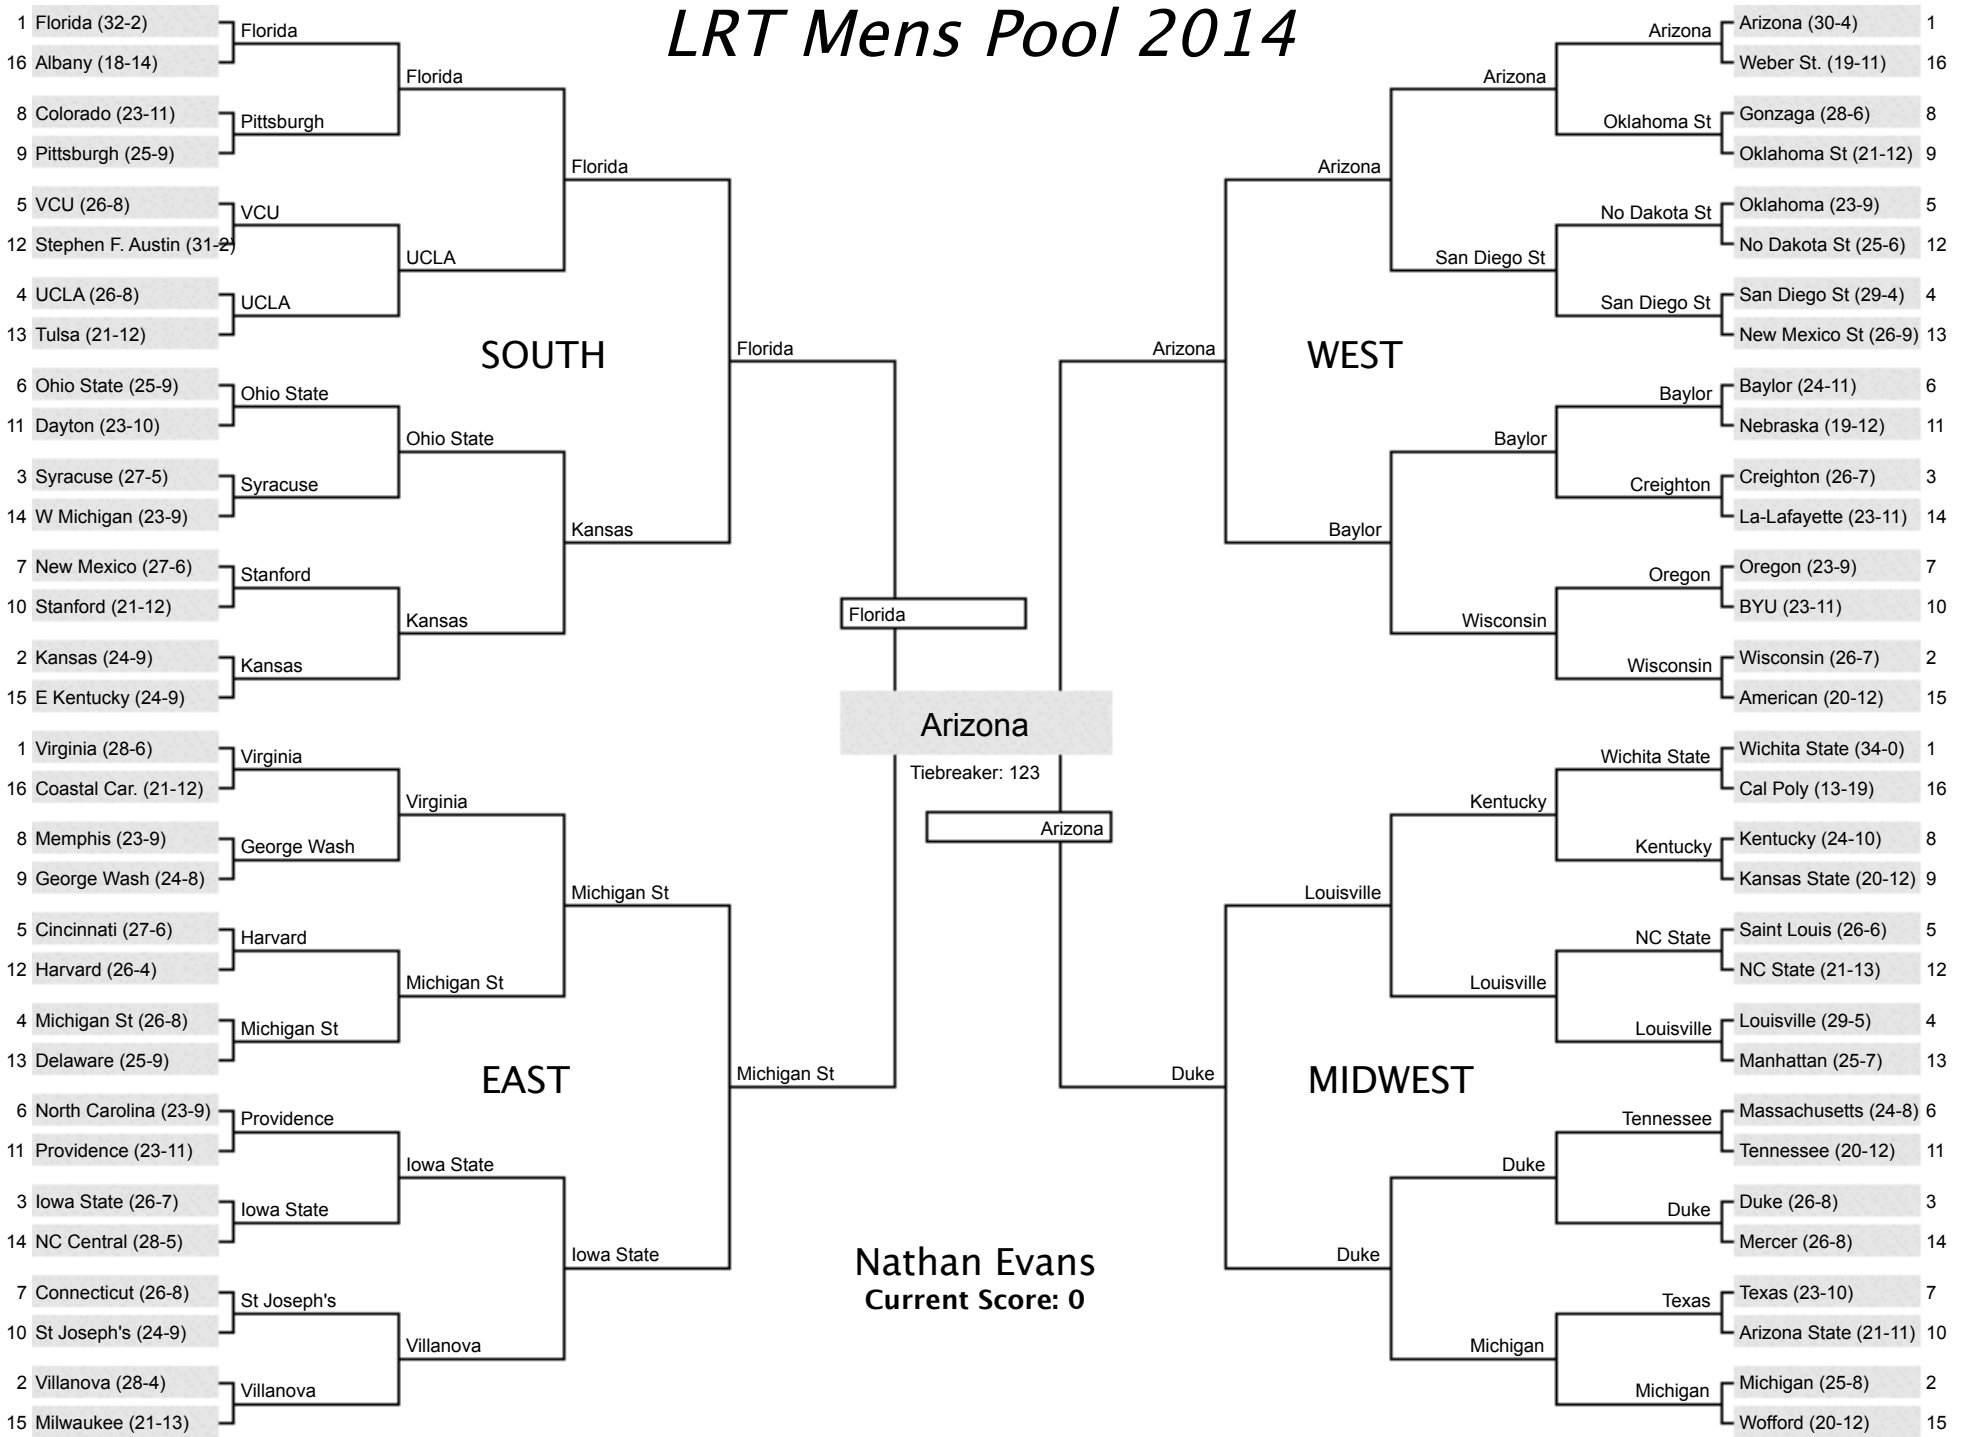 LRT Mens Pool 2014
1 Florida (32-2)
16 Albany (18-14)
8 Colorado (23-11)
9 Pittsburgh (25-9)
5 VCU (26-8)
12 Stephen F. Austin (31-2)
4 UCLA (26-8)
13 Tulsa (21-12)
6 Ohio State (25-9)
11 Dayton (23-10)
3 Syracuse (27-5)
14 W Michigan (23-9)
7 New Mexico (27-6)
10 Stanford (21-12)
2 Kansas (24-9)
15 E Kentucky (24-9)
Florida
Pittsburgh
VCU
UCLA
Ohio State
Syracuse
Stanford
Kansas
Florida
UCLA
Ohio State
Kansas
Florida
Kansas
SOUTH
Florida
1 Virginia (28-6)
16 Coastal Car. (21-12)
8 Memphis (23-9)
9 George Wash (24-8)
5 Cincinnati (27-6)
12 Harvard (26-4)
4 Michigan St (26-8)
13 Delaware (25-9)
6 North Carolina (23-9)
11 Providence (23-11)
3 Iowa State (26-7)
14 NC Central (28-5)
7 Connecticut (26-8)
10 St Joseph's (24-9)
2 Villanova (28-4)
15 Milwaukee (21-13)
Virginia
George Wash
Harvard
Michigan St
Providence
Iowa State
St Joseph's
Villanova
Virginia
Michigan St
Iowa State
Villanova
Michigan St
Iowa State
EAST
Michigan St
Florida
Arizona
Tiebreaker: 123
Arizona
Nathan Evans
Current Score: 0
Arizona (30-4) 1
Weber St. (19-11) 16
Gonzaga (28-6) 8
Oklahoma St (21-12) 9
Oklahoma (23-9) 5
No Dakota St (25-6) 12
San Diego St (29-4) 4
New Mexico St (26-9) 13
Baylor (24-11) 6
Nebraska (19-12) 11
Creighton (26-7) 3
La-Lafayette (23-11) 14
Oregon (23-9) 7
BYU (23-11) 10
Wisconsin (26-7) 2
American (20-12) 15
Arizona
Oklahoma St
No Dakota St
San Diego St
Baylor
Creighton
Oregon
Wisconsin
Arizona
San Diego St
Baylor
Wisconsin
Arizona
Baylor
WEST
Arizona
Wichita State (34-0) 1
Cal Poly (13-19) 16
Kentucky (24-10) 8
Kansas State (20-12) 9
Saint Louis (26-6) 5
NC State (21-13) 12
Louisville (29-5) 4
Manhattan (25-7) 13
Massachusetts (24-8) 6
Tennessee (20-12) 11
Duke (26-8) 3
Mercer (26-8) 14
Texas (23-10) 7
Arizona State (21-11) 10
Michigan (25-8) 2
Wofford (20-12) 15
Wichita State
Kentucky
NC State
Louisville
Tennessee
Duke
Texas
Michigan
Kentucky
Louisville
Duke
Michigan
Louisville
Duke
MIDWEST
Duke